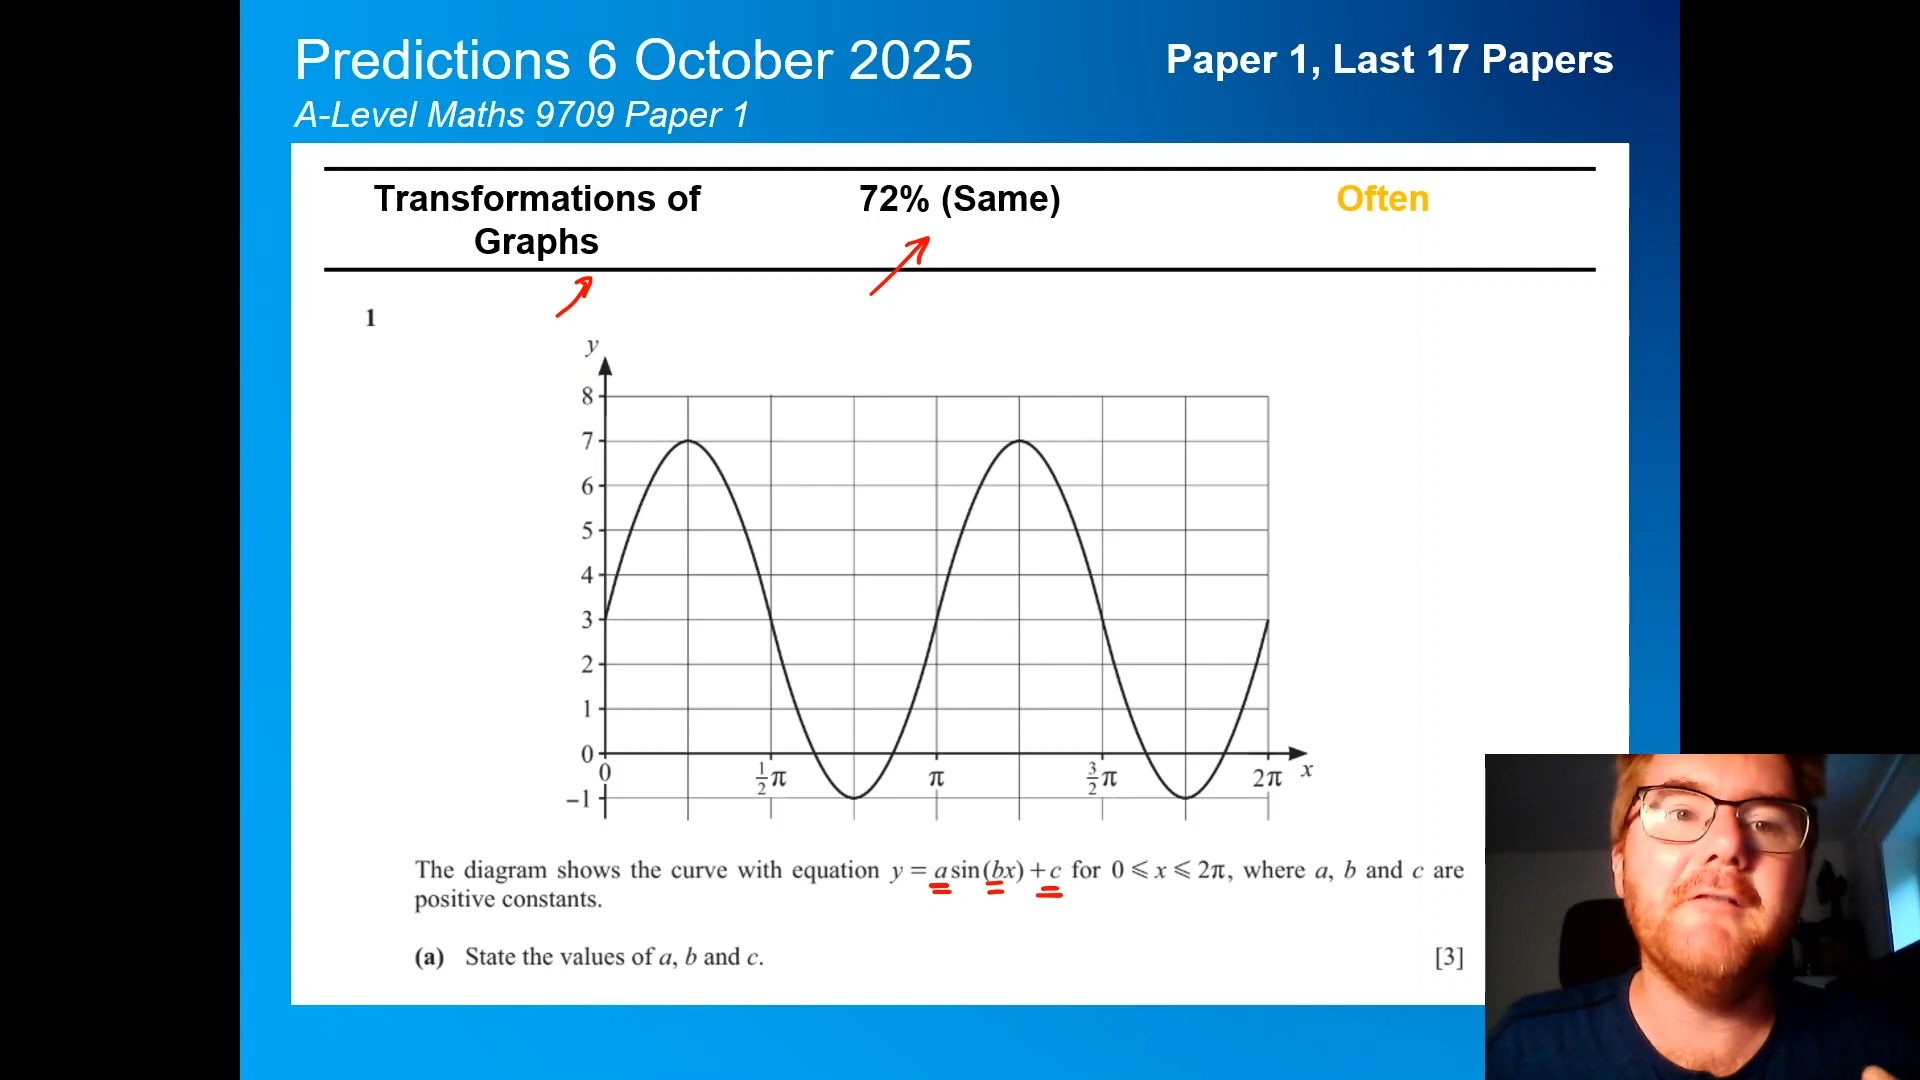 Predictions 6 October 2025
Paper 1, Last 17 Papers
A-Level Maths 9709 Paper 1
Transformations of Graphs
72% (Same)
Often
1
y
8
7
6
5
4
3
2
1
0
−1
0
½π
π
3/2π
2π
x
The diagram shows the curve with equation y = a sin(bx) + c for 0 ⩽ x ⩽ 2π, where a, b and c are
positive constants.
(a) State the values of a, b and c. [3]